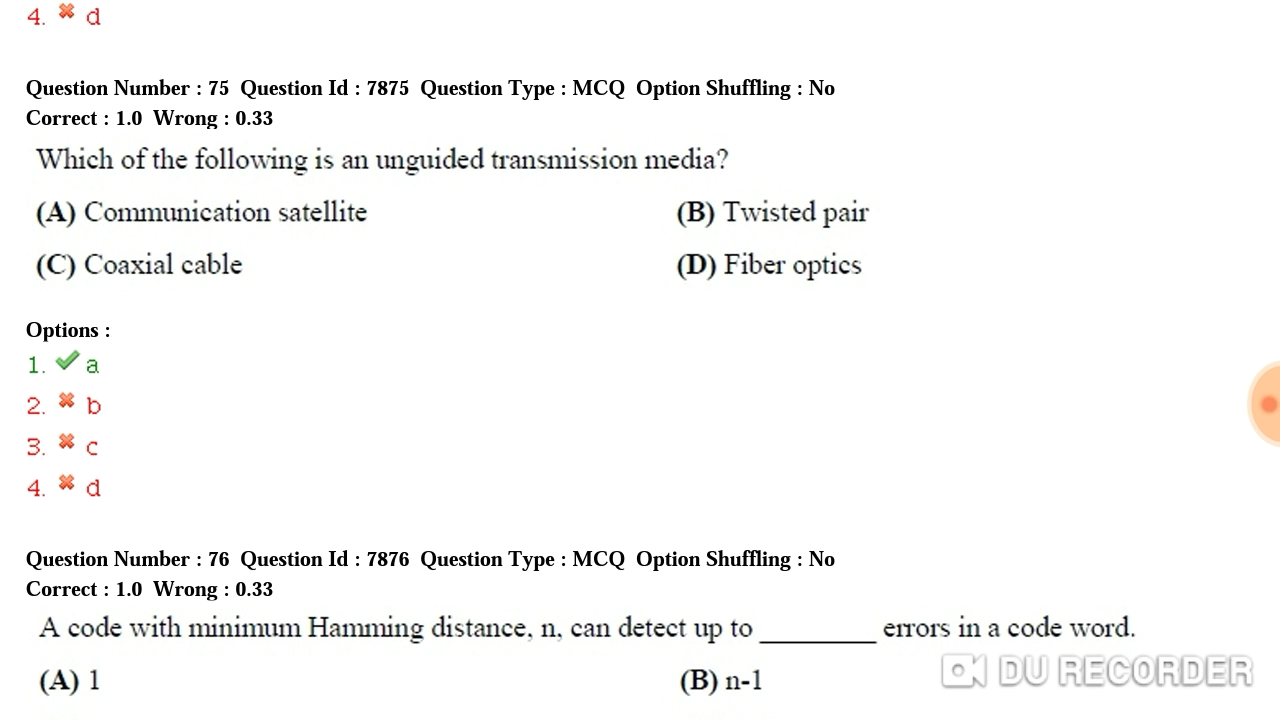 4. d
Question Number : 75 Question Id : 7875 Question Type : MCQ Option Shuffling : No
Correct : 1.0 Wrong : 0.33
Which of the following is an unguided transmission media?
(A) Communication satellite (B) Twisted pair
(C) Coaxial cable (D) Fiber optics
Options :
1. a
2. b
3. c
4. d
Question Number : 76 Question Id : 7876 Question Type : MCQ Option Shuffling : No
Correct : 1.0 Wrong : 0.33
A code with minimum Hamming distance, n, can detect up to ________ errors in a code word.
(A) 1 (B) n-1
DU RECORDER